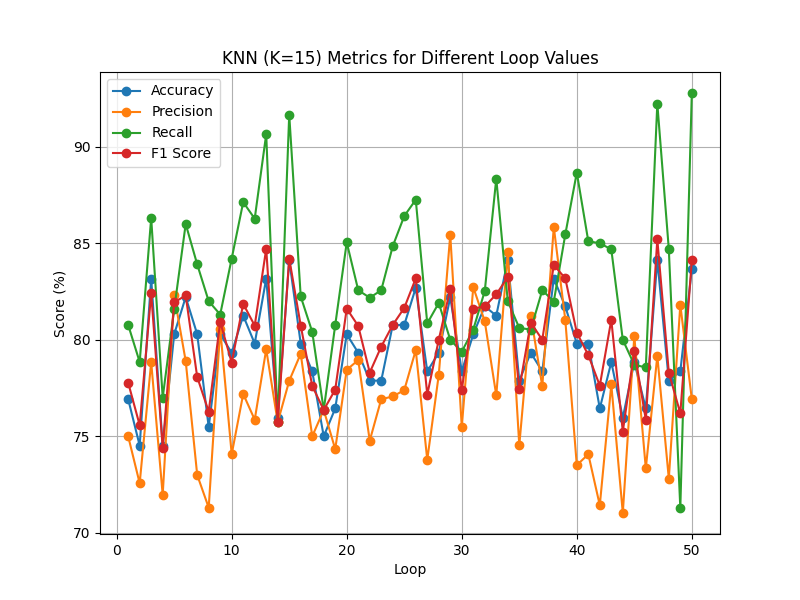 KNN (K=15) Metrics for Different Loop Values
Accuracy
Precision
Recall
F1 Score
90
85
80
75
70
Score (%)
0 10 20 30 40 50
Loop